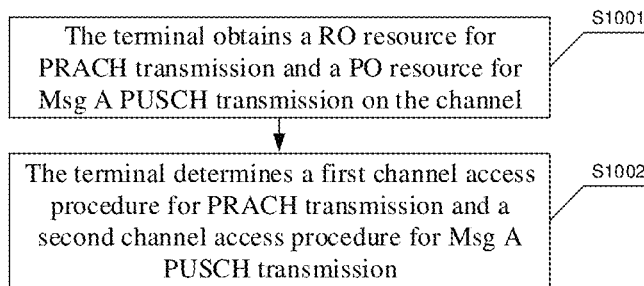 S1001
The terminal obtains a RO resource for
PRACH transmission and a PO resource for
Msg A PUSCH transmission on the channel
S1002
The terminal determines a first channel access
procedure for PRACH transmission and a
second channel access procedure for Msg A
PUSCH transmission